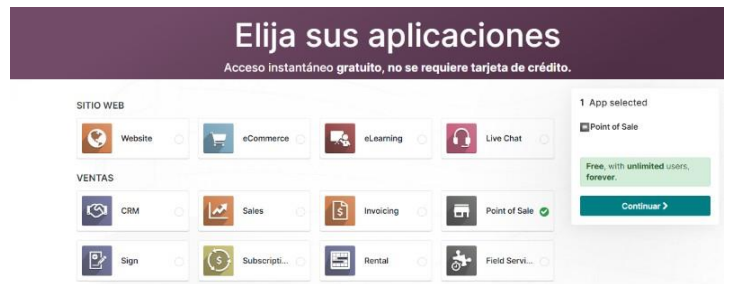 Elija sus aplicaciones
Acceso instantáneo gratuito, no se requiere tarjeta de crédito.
SITIO WEB
Website
eCommerce
eLearning
Live Chat
VENTAS
CRM
Sales
Invoicing
Point of Sale
Sign
Subscripti...
Rental
Field Servi...
1 App selected
Point of Sale
Free, with unlimited users,
forever.
Continuar >